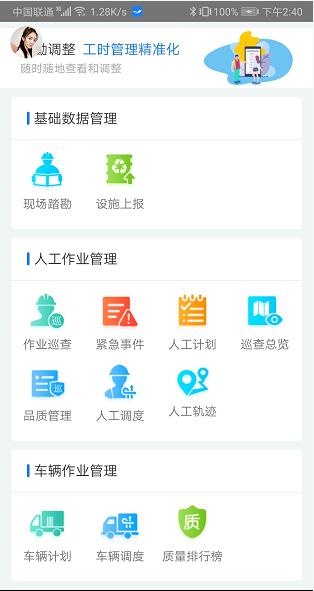 中国联通 1.28K/s 100% 下午2:40
勤调整 工时管理精准化
随时随地查看和调整
基础数据管理
现场踏勘 设施上报
人工作业管理
作业巡查 紧急事件 人工计划 巡查总览
巡
品质管理 人工调度 人工轨迹
巡
车辆作业管理
质
车辆计划 车辆调度 质量排行榜